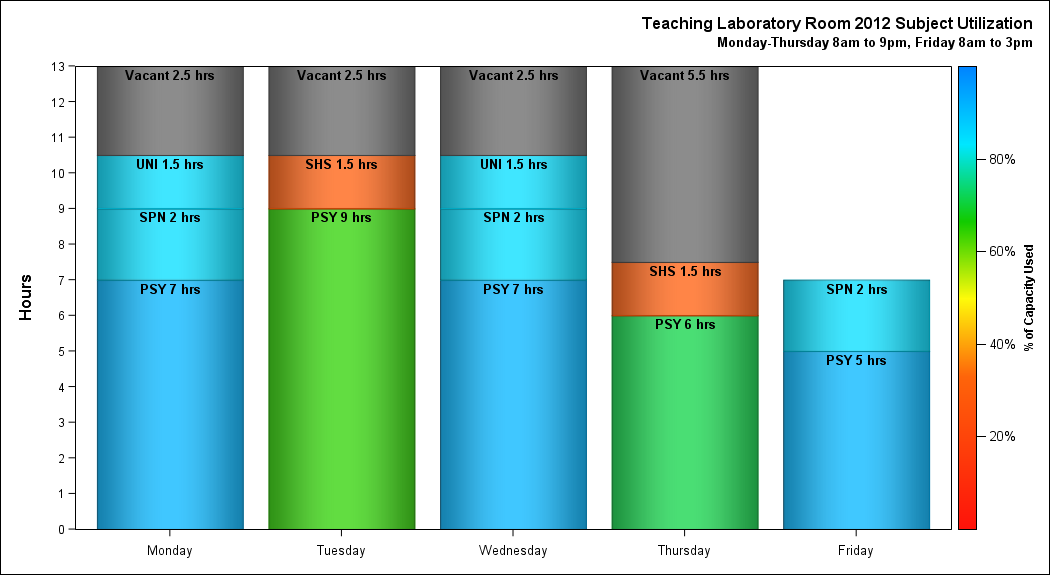 Teaching Laboratory Room 2012 Subject Utilization
Monday-Thursday 8am to 9pm, Friday 8am to 3pm
Hours
13
12
11
10
9
8
7
6
5
4
3
2
1
0
Vacant 2.5 hrs
UNI 1.5 hrs
SPN 2 hrs
PSY 7 hrs
Monday
Vacant 2.5 hrs
SHS 1.5 hrs
PSY 9 hrs
Tuesday
Vacant 2.5 hrs
UNI 1.5 hrs
SPN 2 hrs
PSY 7 hrs
Wednesday
Vacant 5.5 hrs
SHS 1.5 hrs
PSY 6 hrs
Thursday
SPN 2 hrs
PSY 5 hrs
Friday
80%
60%
40%
20%
% of Capacity Used